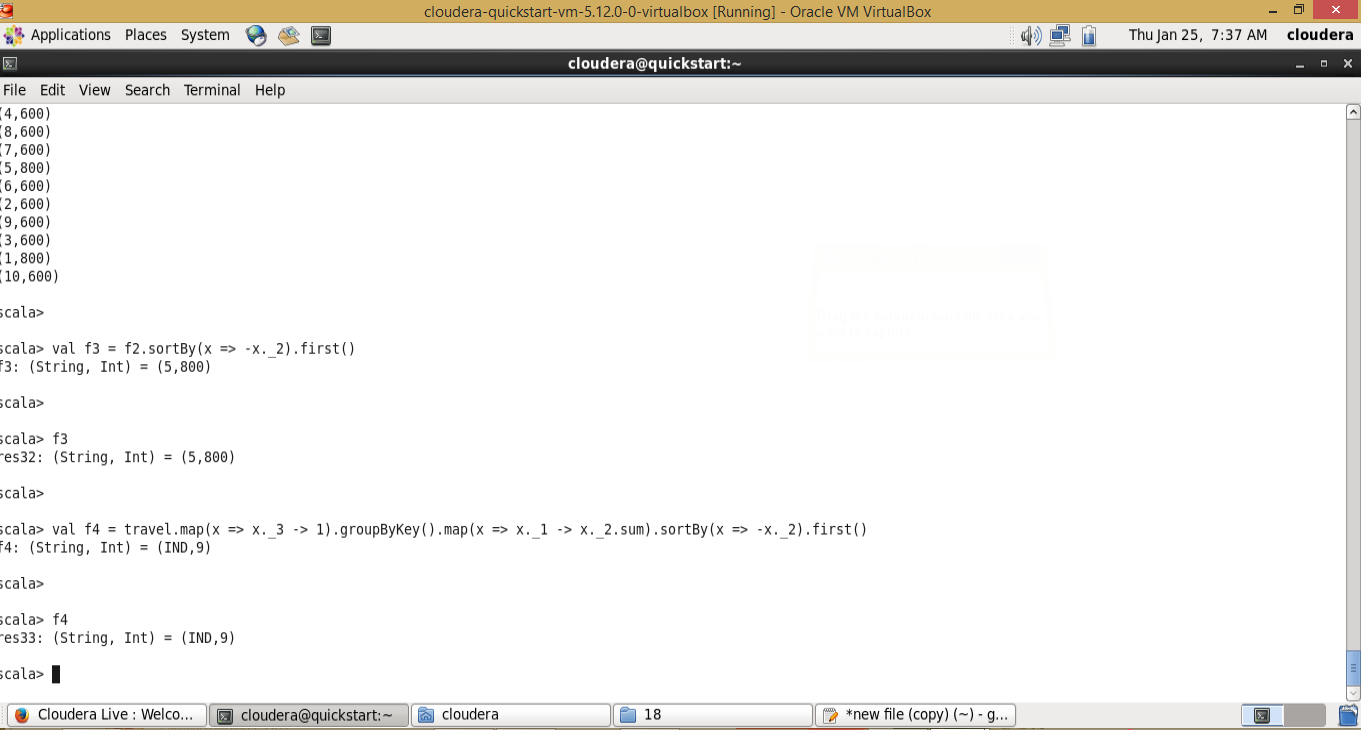 cloudera-quickstart-vm-5.12.0-0-virtualbox [Running] - Oracle VM VirtualBox
Applications Places System Thu Jan 25, 7:37 AM cloudera
cloudera@quickstart:~
File Edit View Search Terminal Help
(4,600)
(8,600)
(7,600)
(5,800)
(6,600)
(2,600)
(9,600)
(3,600)
(1,800)
(10,600)
scala>
scala> val f3 = f2.sortBy(x => -x._2).first()
f3: (String, Int) = (5,800)
scala>
scala> f3
res32: (String, Int) = (5,800)
scala>
scala> val f4 = travel.map(x => x._3 -> 1).groupByKey().map(x => x._1 -> x._2.sum).sortBy(x => -x._2).first()
f4: (String, Int) = (IND,9)
scala>
scala> f4
res33: (String, Int) = (IND,9)
scala>
Cloudera Live : Welco... cloudera@quickstart:~ cloudera 18 *new file (copy) (~) - g...